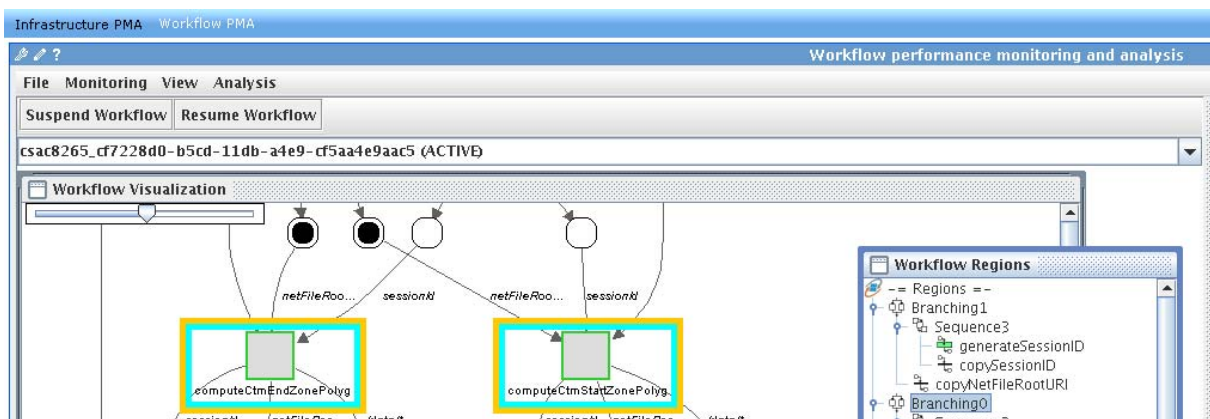 Infrastructure PMA Workflow PMA
? Workflow performance monitoring and analysis
File Monitoring View Analysis
Suspend Workflow Resume Workflow
csac8265_cf7228d0-b5cd-11db-a4e9-cf5aa4e9aac5 (ACTIVE)
Workflow Visualization
netFileRoo... sessionId netFileRoo... sessionId
computeCtmEndZonePolyg computeCtmStartZonePolyg
Workflow Regions
-= Regions =-
Branching1
Sequence3
generateSessionID
copySessionID
copyNetFileRootURI
Branching0